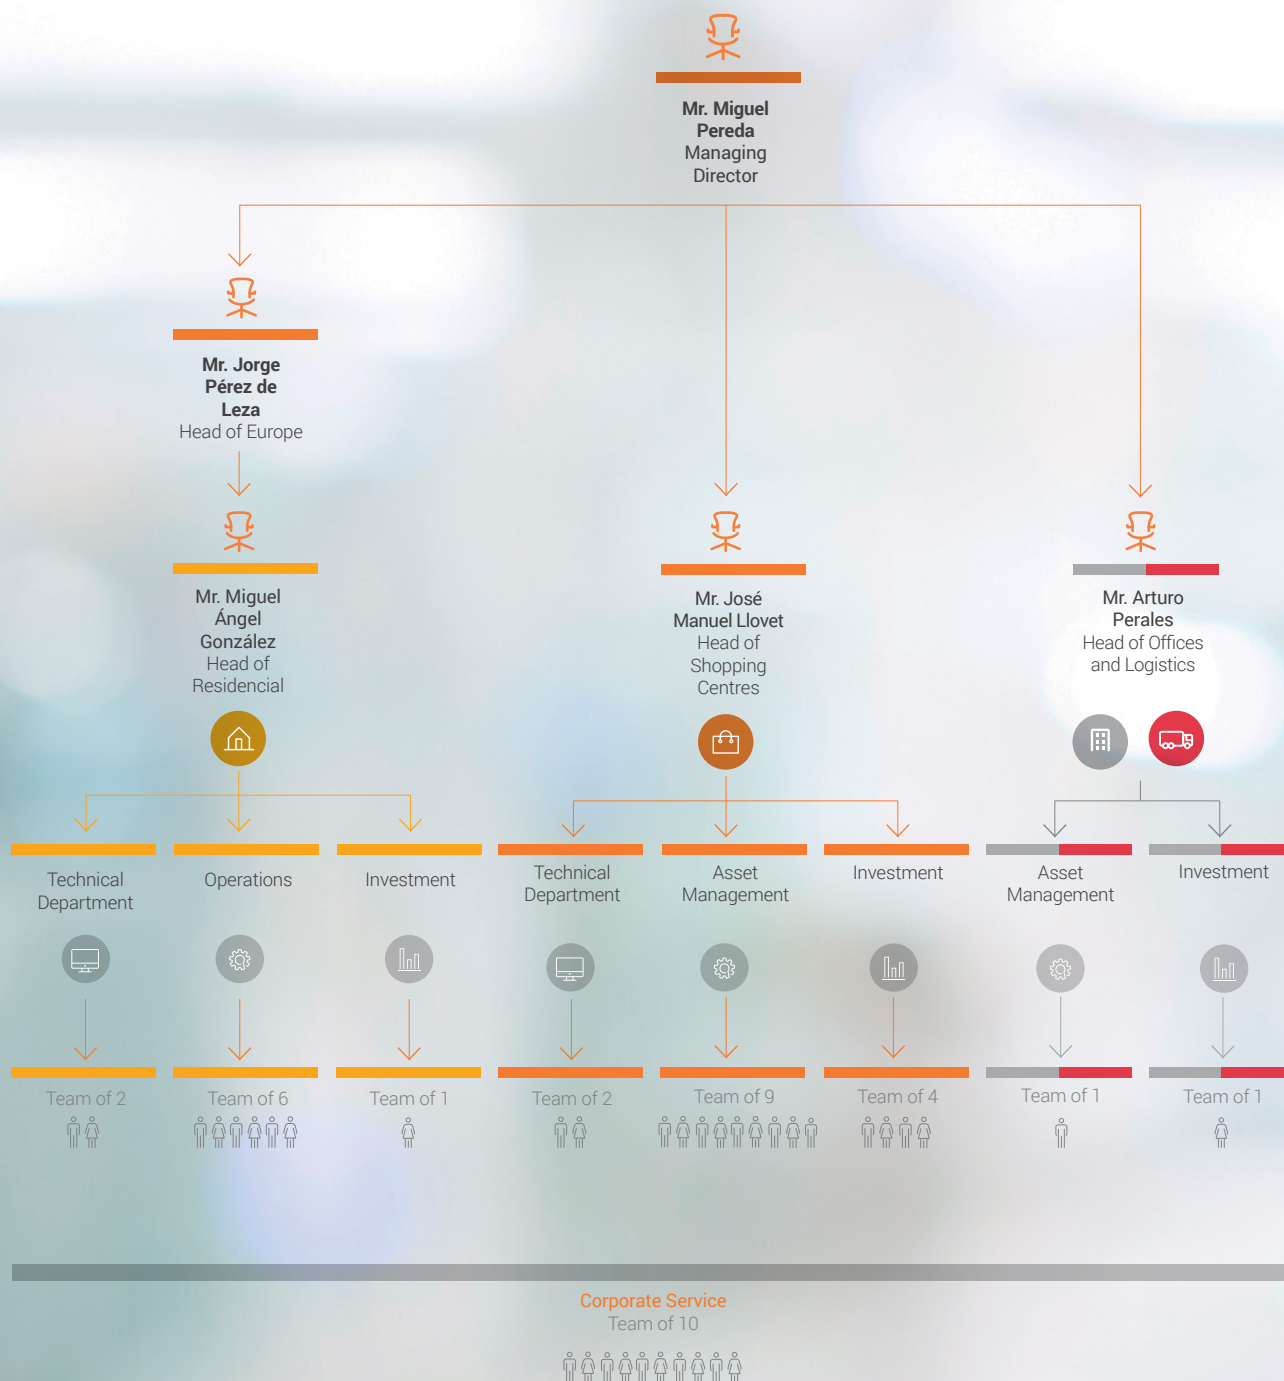 Mr. Miguel
Pereda
Managing
Director
Mr. Jorge
Pérez de
Leza
Head of Europe
Mr. Miguel
Ángel
González
Head of
Residencial
Mr. José
Manuel Llovet
Head of
Shopping
Centres
Mr. Arturo
Perales
Head of Offices
and Logistics
Technical
Department
Operations
Investment
Technical
Department
Asset
Management
Investment
Asset
Management
Investment
Team of 2
Team of 6
Team of 1
Team of 2
Team of 9
Team of 4
Team of 1
Team of 1
Corporate Service
Team of 10